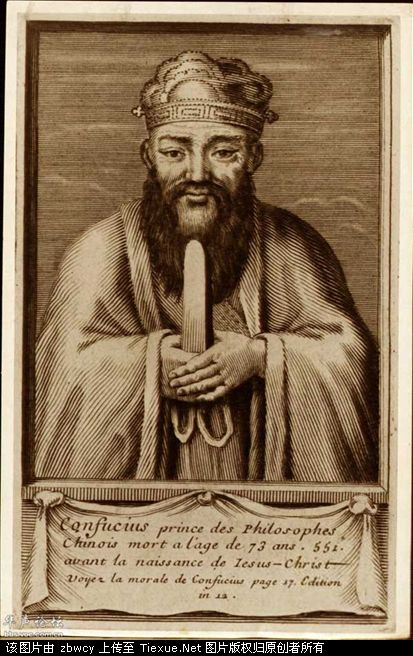 Confucius prince des Philosophes
Chinois mort a l'age de 73 ans. 551.
avant la naissance de Iesus-Christ
Voyez la morale de Confucius page 17. Edition
in 12.
该图片由 zbwcy 上传至 Tiexue.Net 图片版权归原创者所有